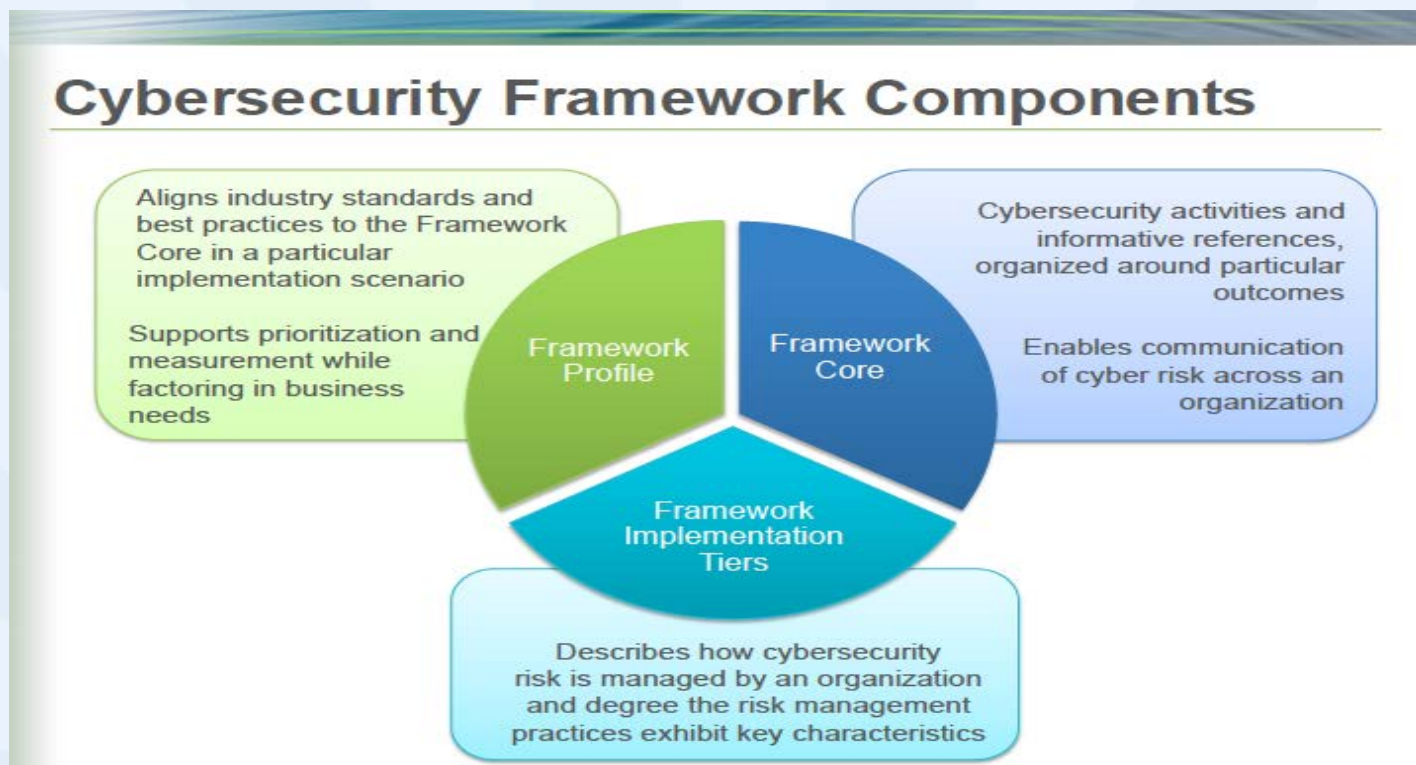 Cybersecurity Framework Components
Aligns industry standards and
best practices to the Framework
Core in a particular
implementation scenario
Supports prioritization and
measurement while
factoring in business
needs
Framework
Profile
Framework
Core
Cybersecurity activities and
informative references,
organized around particular
outcomes
Enables communication
of cyber risk across an
organization
Framework
Implementation
Tiers
Describes how cybersecurity
risk is managed by an organization
and degree the risk management
practices exhibit key characteristics